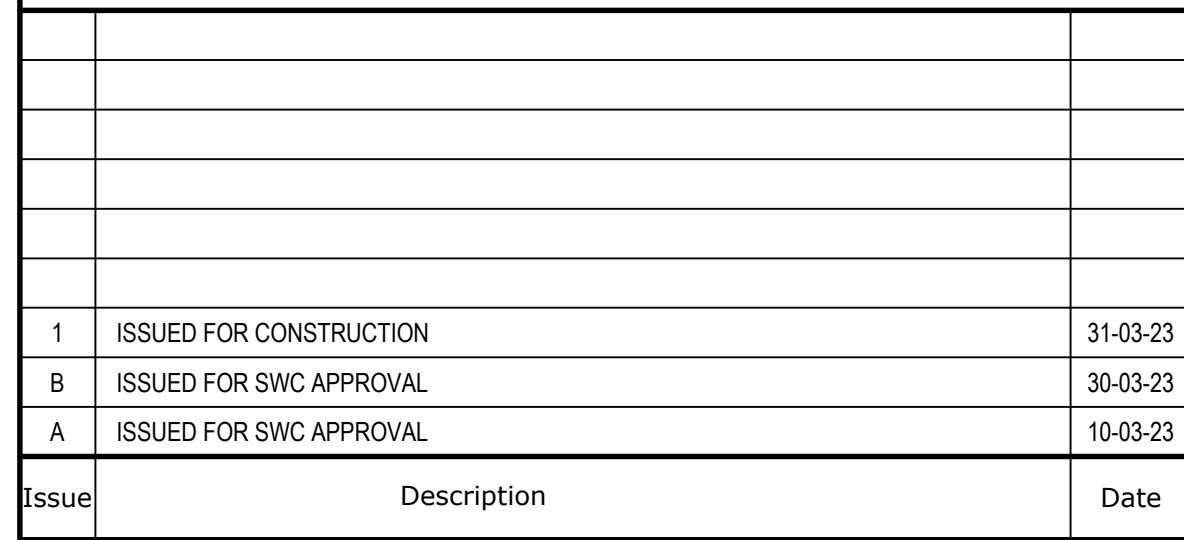 1 ISSUED FOR CONSTRUCTION 31-03-23
B ISSUED FOR SWC APPROVAL 30-03-23
A ISSUED FOR SWC APPROVAL 10-03-23
Issue Description Date